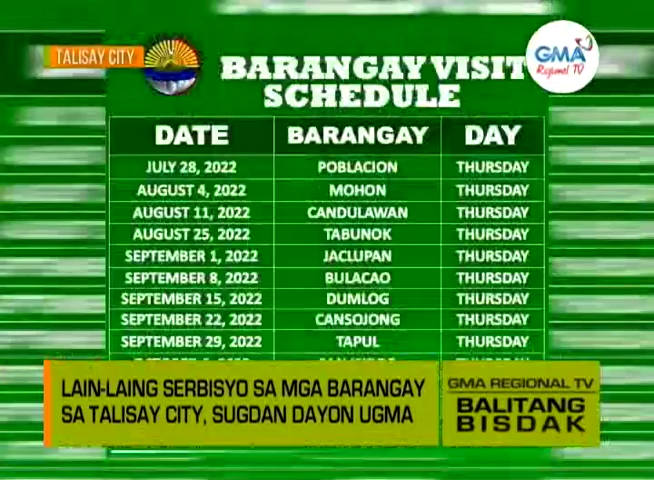 TALISAY CITY
GMA
Regional TV
BARANGAY VISIT
SCHEDULE
DATE BARANGAY DAY
JULY 28, 2022 POBLACION THURSDAY
AUGUST 4, 2022 MOHON THURSDAY
AUGUST 11, 2022 CANDULAWAN THURSDAY
AUGUST 25, 2022 TABUNOK THURSDAY
SEPTEMBER 1, 2022 JACLUPAN THURSDAY
SEPTEMBER 8, 2022 BULACAO THURSDAY
SEPTEMBER 15, 2022 DUMLOG THURSDAY
SEPTEMBER 22, 2022 CANSOJONG THURSDAY
SEPTEMBER 29, 2022 TAPUL THURSDAY
LAIN-LAING SERBISYO SA MGA BARANGAY
SA TALISAY CITY, SUGDAN DAYON UGMA
GMA REGIONAL TV
BALITANG
BISDAK